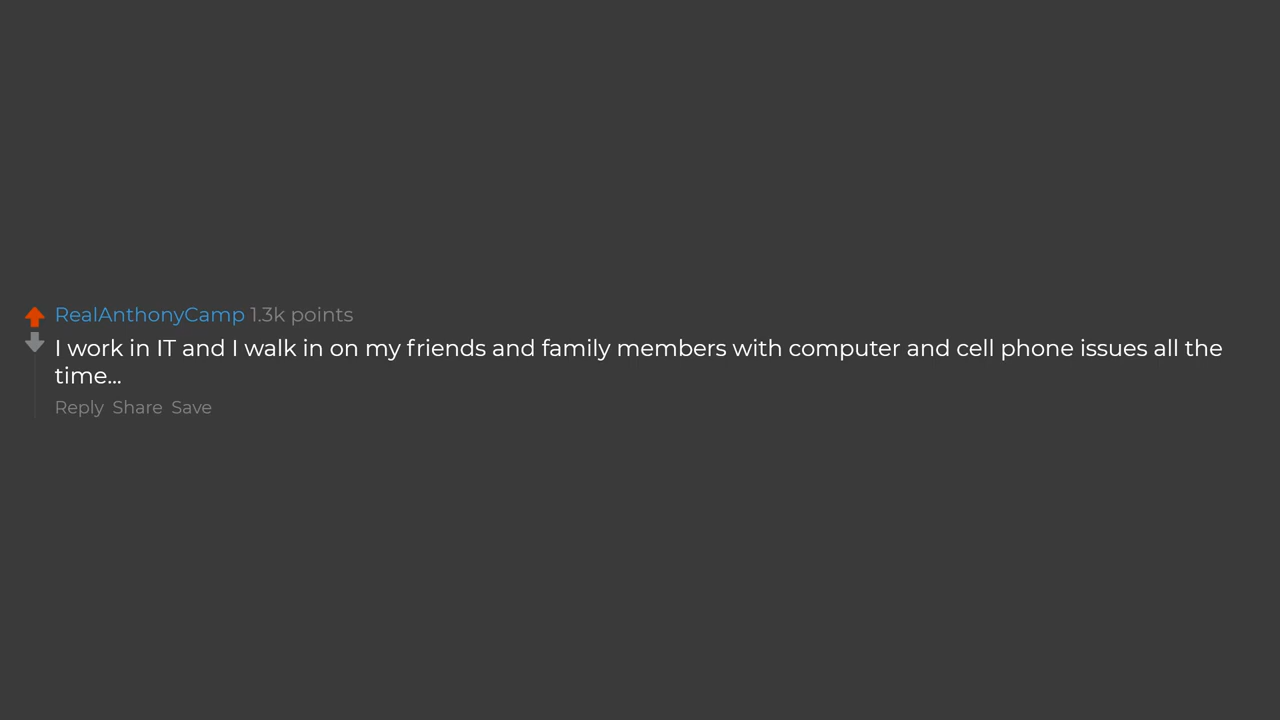 RealAnthonyCamp 1.3k points
I work in IT and I walk in on my friends and family members with computer and cell phone issues all the
time...
Reply Share Save